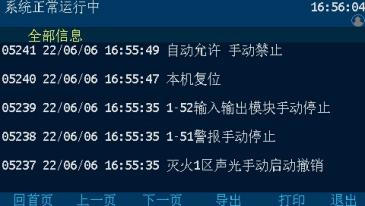 系统正常运行中 16:56:04
全部信息
05241 22/06/06 16:55:49 自动允许 手动禁止
05240 22/06/06 16:55:47 本机复位
05239 22/06/06 16:55:35 1-52输入输出模块手动停止
05238 22/06/06 16:55:35 1-51警报手动停止
05237 22/06/06 16:55:35 灭火1区声光手动启动撤销
回首页 上一页 下一页 导出 打印 退出